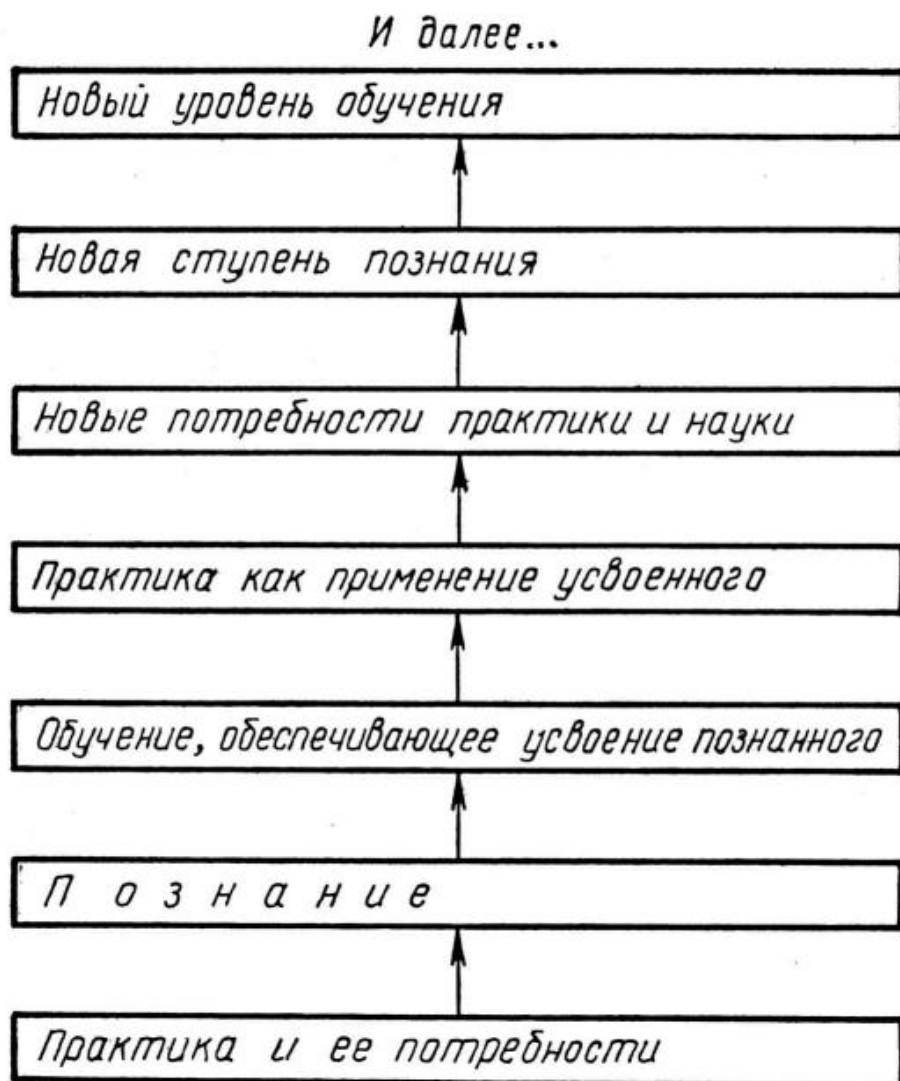 И далее...
Новый уровень обучения
Новая ступень познания
Новые потребности практики и науки
Практика как применение усвоенного
Обучение, обеспечивающее усвоение познанного
Познание
Практика и ее потребности